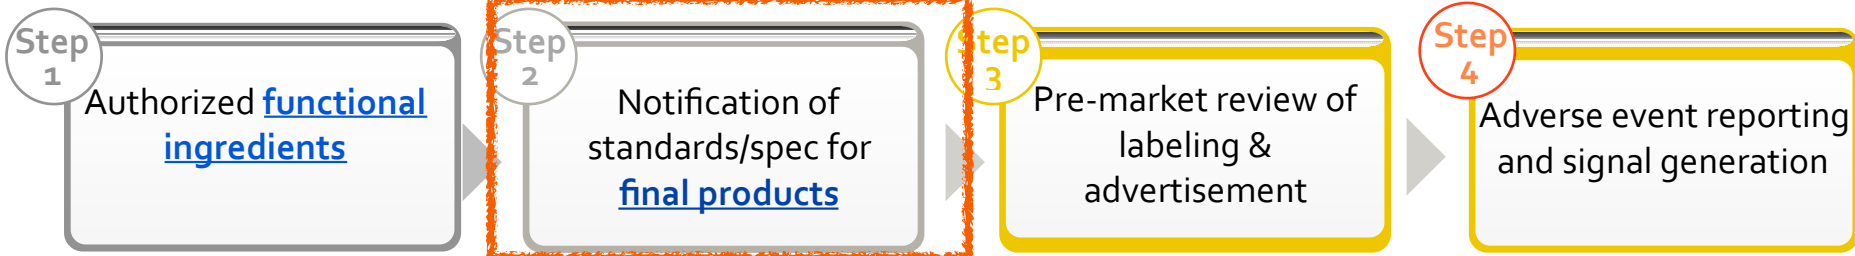 Step
1
Authorized functional
ingredients
Step
2
Notification of
standards/spec for
final products
Step
3
Pre-market review of
labeling &
advertisement
Step
4
Adverse event reporting
and signal generation